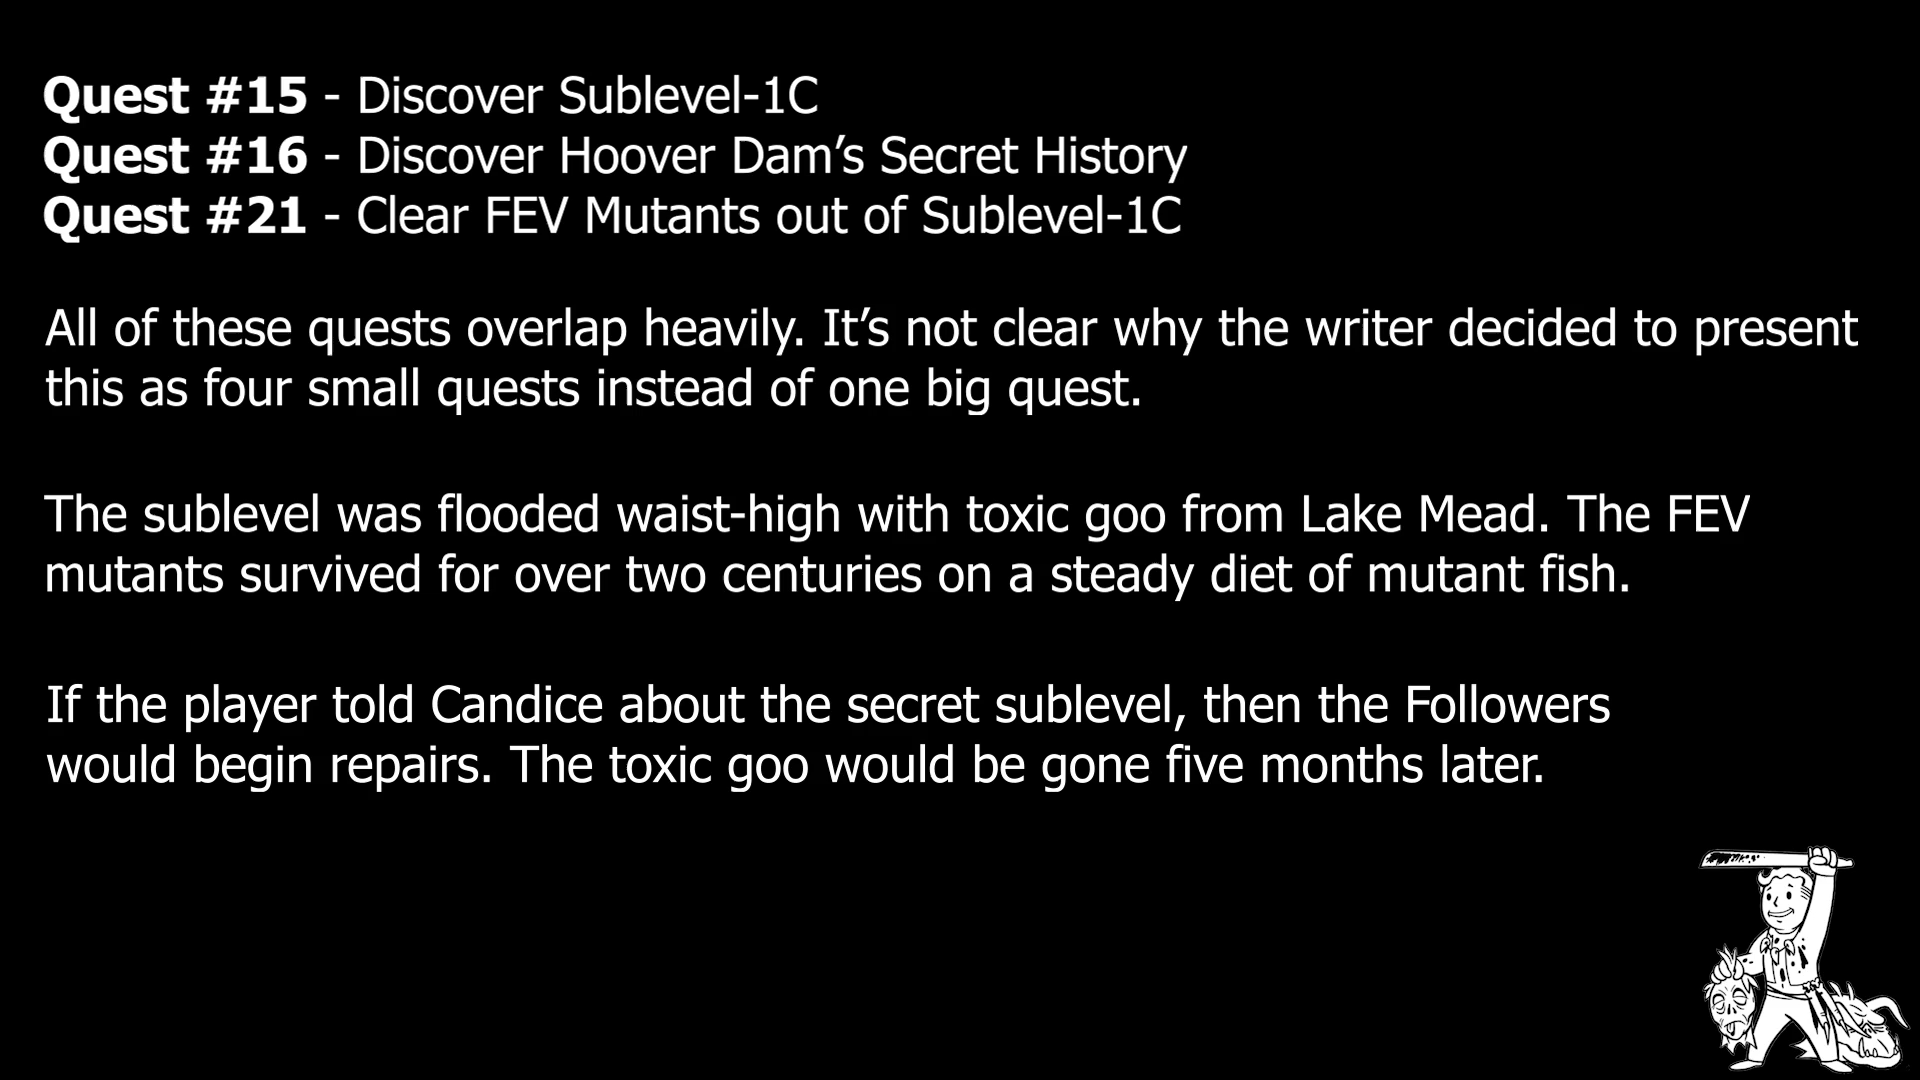 Quest #15 - Discover Sublevel-1C
Quest #16 - Discover Hoover Dam’s Secret History
Quest #21 - Clear FEV Mutants out of Sublevel-1C
All of these quests overlap heavily. It’s not clear why the writer decided to present
this as four small quests instead of one big quest.
The sublevel was flooded waist-high with toxic goo from Lake Mead. The FEV
mutants survived for over two centuries on a steady diet of mutant fish.
If the player told Candice about the secret sublevel, then the Followers
would begin repairs. The toxic goo would be gone five months later.